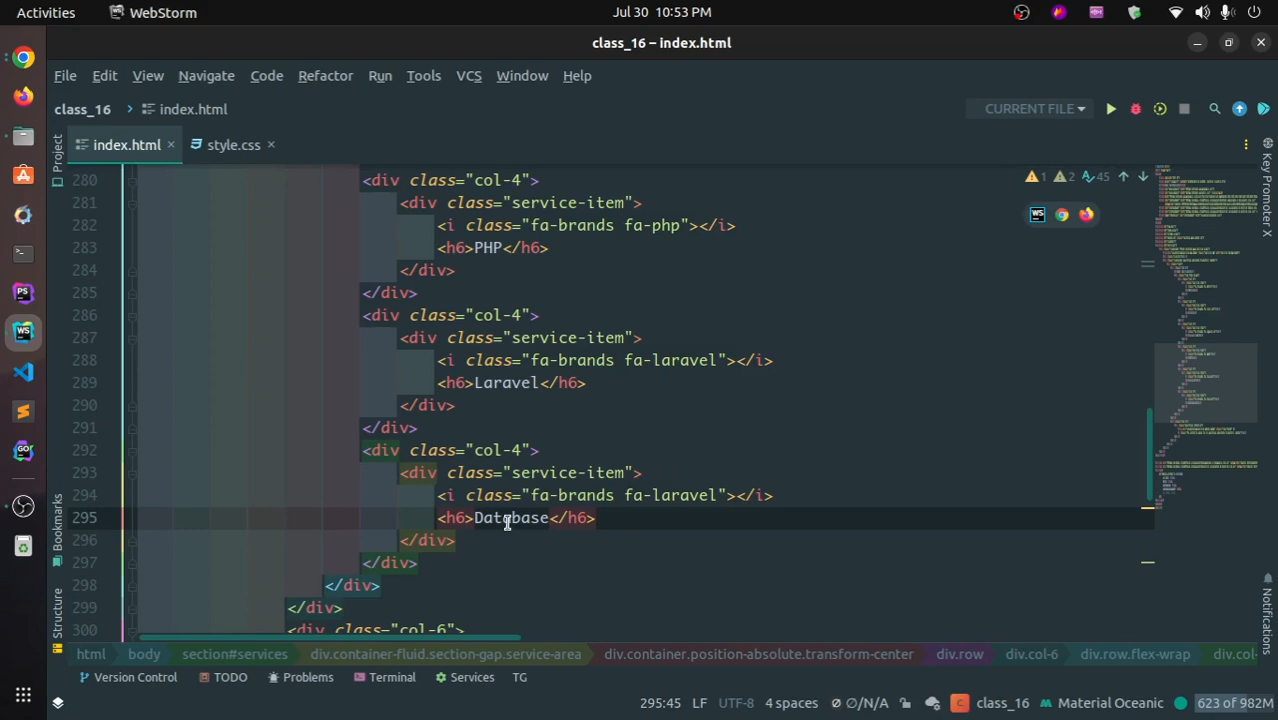 Activities
WebStorm
Jul 30 10:53 PM
class_16 – index.html
File Edit View Navigate Code Refactor Run Tools VCS Window Help
class_16 index.html
CURRENT FILE
index.html
style.css
Project
Key Promoter X
1 2 45
280 <div class="col-4">
281 <div class="service-item">
282 <i class="fa-brands fa-php"></i>
283 <h6>PHP</h6>
284 </div>
285 </div>
286 <div class="col-4">
287 <div class="service-item">
288 <i class="fa-brands fa-laravel"></i>
289 <h6>Laravel</h6>
290 </div>
291 </div>
292 <div class="col-4">
293 <div class="service-item">
294 <i class="fa-brands fa-laravel"></i>
295 <h6>Database</h6>
296 </div>
297 </div>
298 </div>
299 </div>
300 <div class="col-6">
Bookmarks
Structure
Notifications
html body section#services div.container-fluid.section-gap.service-area div.container.position-absolute.transform-center div.row div.col-6 div.row.flex-wrap div.col-
Version Control TODO Problems Terminal Services TG
295:45 LF UTF-8 4 spaces ∅/N/A class_16 Material Oceanic 623 of 982M